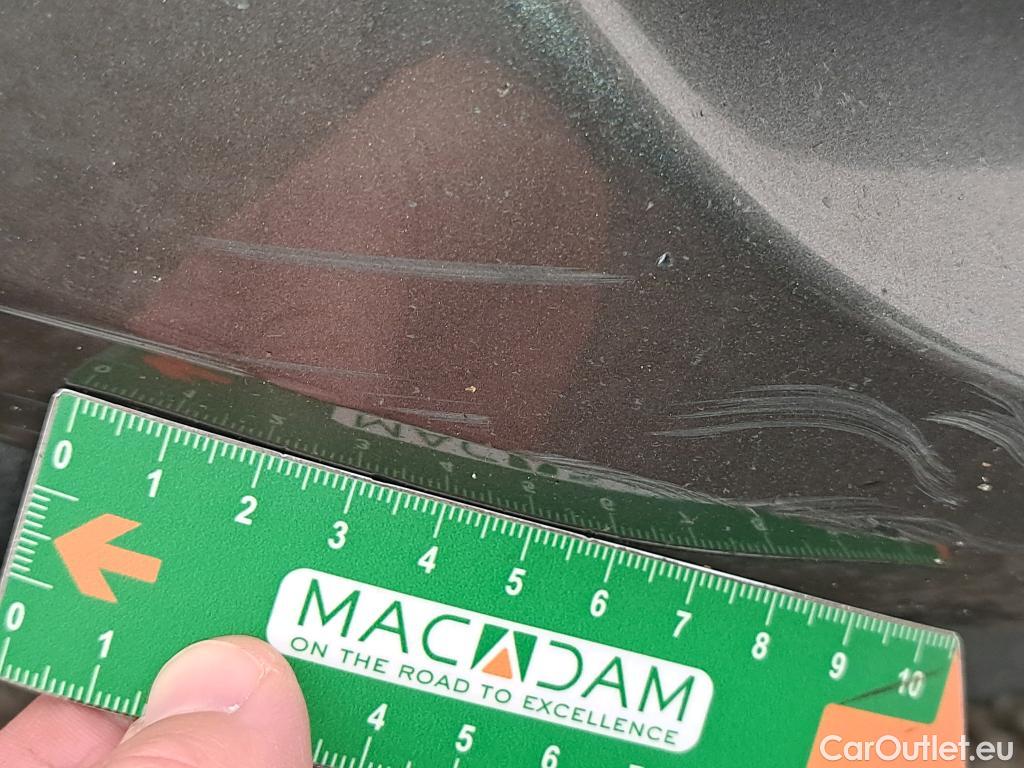 0 1 2 3 4 5 6 7 8 9 10
MACADAM
ON THE ROAD TO EXCELLENCE
0 1 4 5 6
CarOutlet.eu